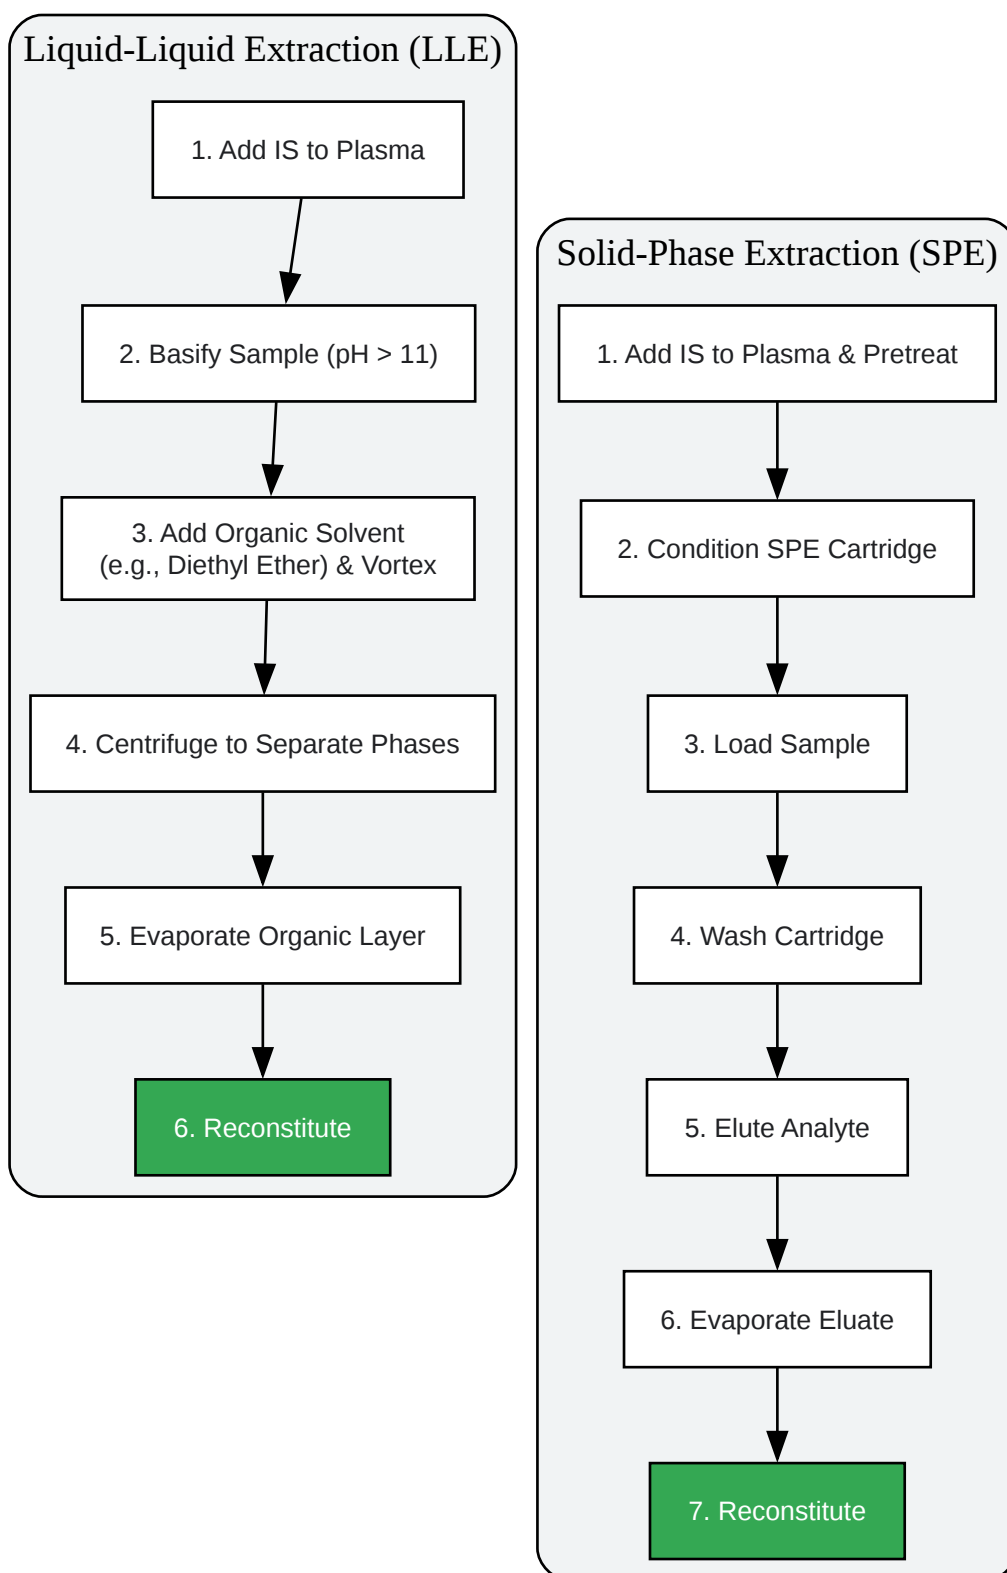 Liquid-Liquid Extraction (LLE)
1. Add IS to Plasma
2. Basify Sample (pH > 11)
3. Add Organic Solvent
(e.g., Diethyl Ether) & Vortex
4. Centrifuge to Separate Phases
5. Evaporate Organic Layer
6. Reconstitute
Solid-Phase Extraction (SPE)
1. Add IS to Plasma & Pretreat
2. Condition SPE Cartridge
3. Load Sample
4. Wash Cartridge
5. Elute Analyte
6. Evaporate Eluate
7. Reconstitute